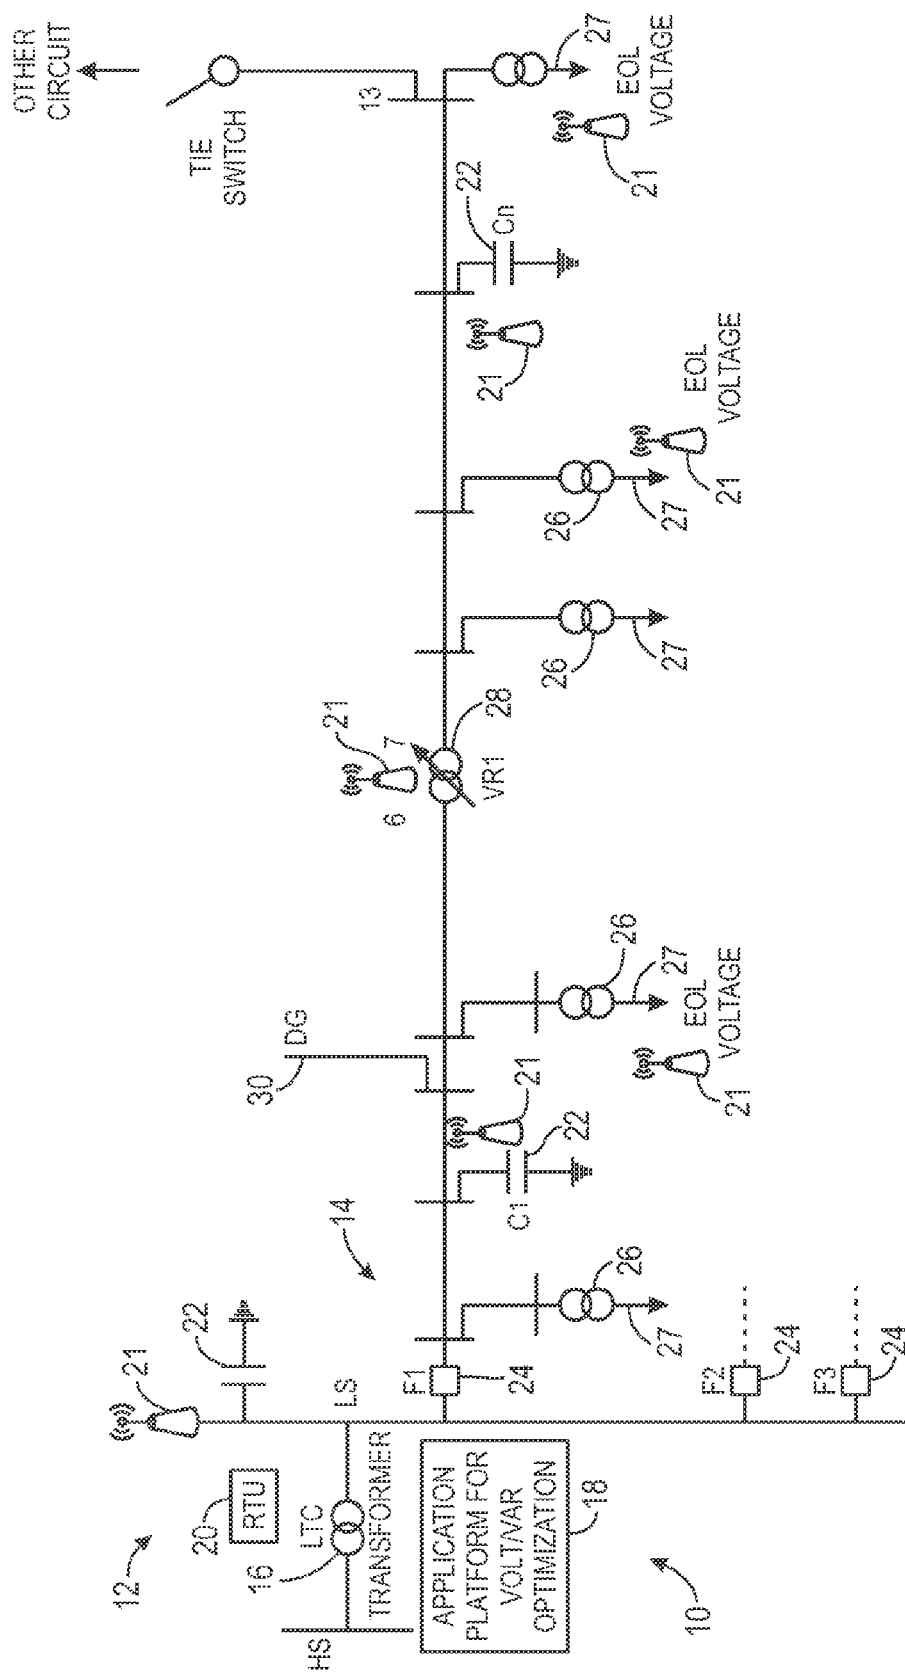 12
20
RTU
16
LTC
TRANSFORMER
HS
LS
21
22
14
APPLICATION
PLATFORM FOR
VOLT/VAR
OPTIMIZATION
18
10
F1
24
F2
24
F3
24
26
27
C1
22
21
30
DG
26
27
EOL
VOLTAGE
21
21
6
7
VR1
28
26
27
26
27
EOL
VOLTAGE
21
21
22
Cn
13
TIE
SWITCH
OTHER
CIRCUIT
27
EOL
VOLTAGE
21